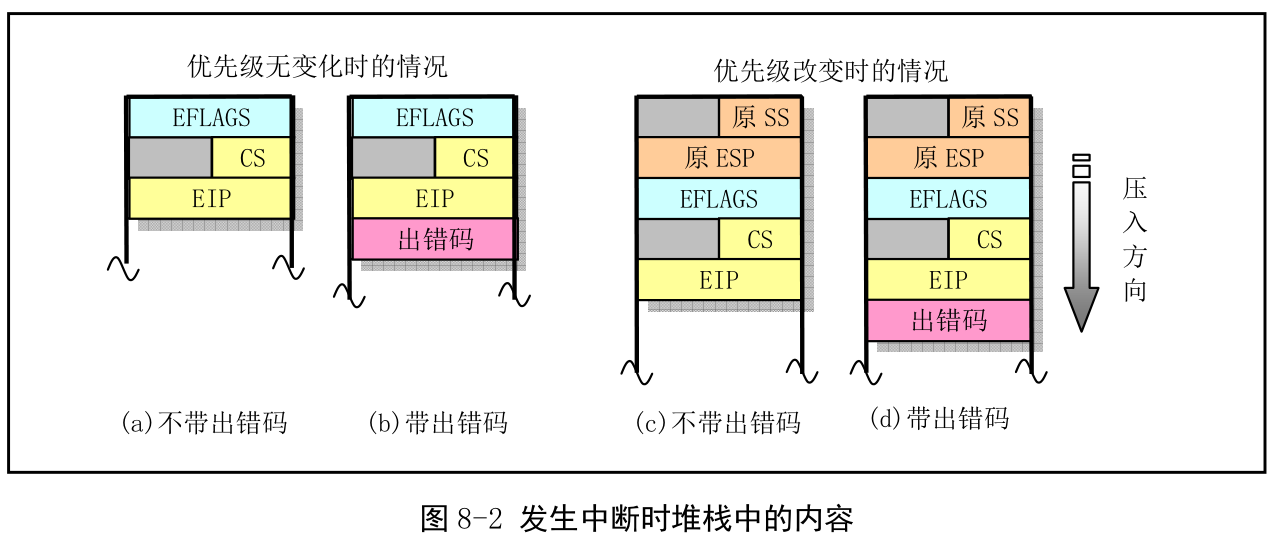 优先级无变化时的情况
EFLAGS
CS
EIP
EFLAGS
CS
EIP
出错码
(a)不带出错码
(b)带出错码
优先级改变时的情况
原 SS
原 ESP
EFLAGS
CS
EIP
原 SS
原 ESP
EFLAGS
CS
EIP
出错码
(c)不带出错码
(d)带出错码
压入方向
图 8-2 发生中断时堆栈中的内容